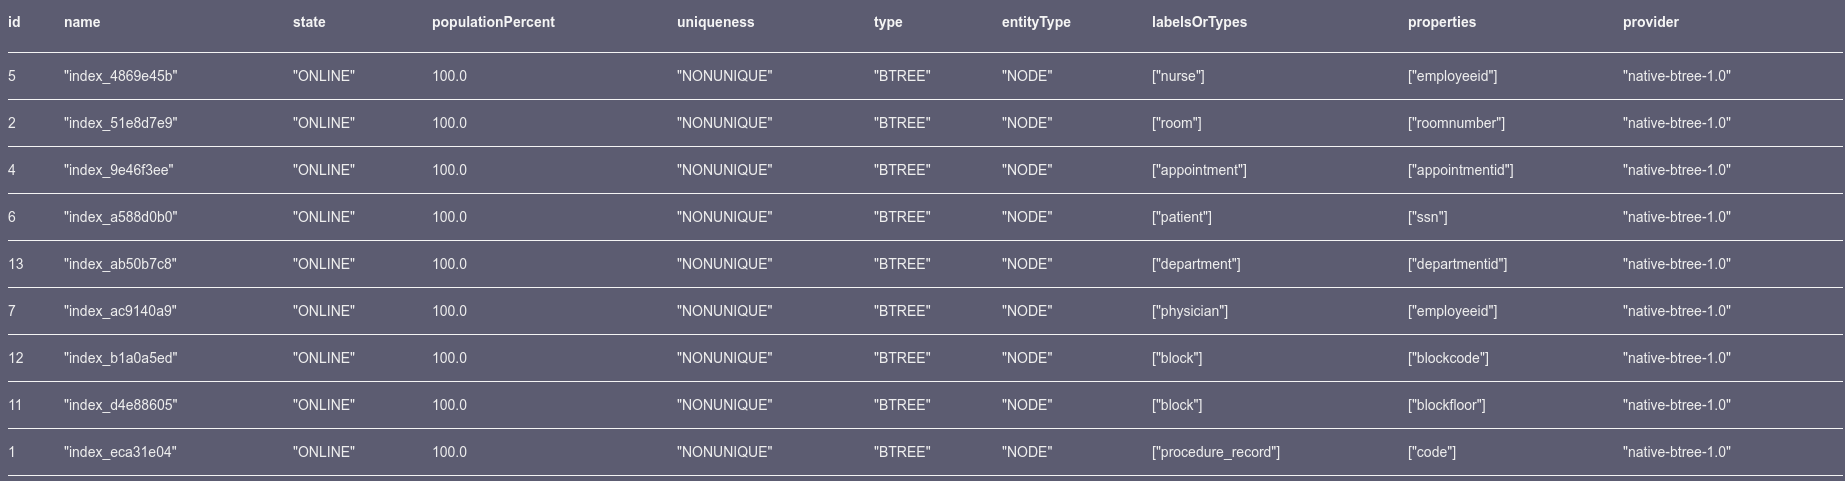 id name state populationPercent uniqueness type entityType labelsOrTypes properties provider
5 "index_4869e45b" "ONLINE" 100.0 "NONUNIQUE" "BTREE" "NODE" ["nurse"] ["employeeid"] "native-btree-1.0"
2 "index_51e8d7e9" "ONLINE" 100.0 "NONUNIQUE" "BTREE" "NODE" ["room"] ["roomnumber"] "native-btree-1.0"
4 "index_9e46f3ee" "ONLINE" 100.0 "NONUNIQUE" "BTREE" "NODE" ["appointment"] ["appointmentid"] "native-btree-1.0"
6 "index_a588d0b0" "ONLINE" 100.0 "NONUNIQUE" "BTREE" "NODE" ["patient"] ["ssn"] "native-btree-1.0"
13 "index_ab50b7c8" "ONLINE" 100.0 "NONUNIQUE" "BTREE" "NODE" ["department"] ["departmentid"] "native-btree-1.0"
7 "index_ac9140a9" "ONLINE" 100.0 "NONUNIQUE" "BTREE" "NODE" ["physician"] ["employeeid"] "native-btree-1.0"
12 "index_b1a0a5ed" "ONLINE" 100.0 "NONUNIQUE" "BTREE" "NODE" ["block"] ["blockcode"] "native-btree-1.0"
11 "index_d4e88605" "ONLINE" 100.0 "NONUNIQUE" "BTREE" "NODE" ["block"] ["blockfloor"] "native-btree-1.0"
1 "index_eca31e04" "ONLINE" 100.0 "NONUNIQUE" "BTREE" "NODE" ["procedure_record"] ["code"] "native-btree-1.0"